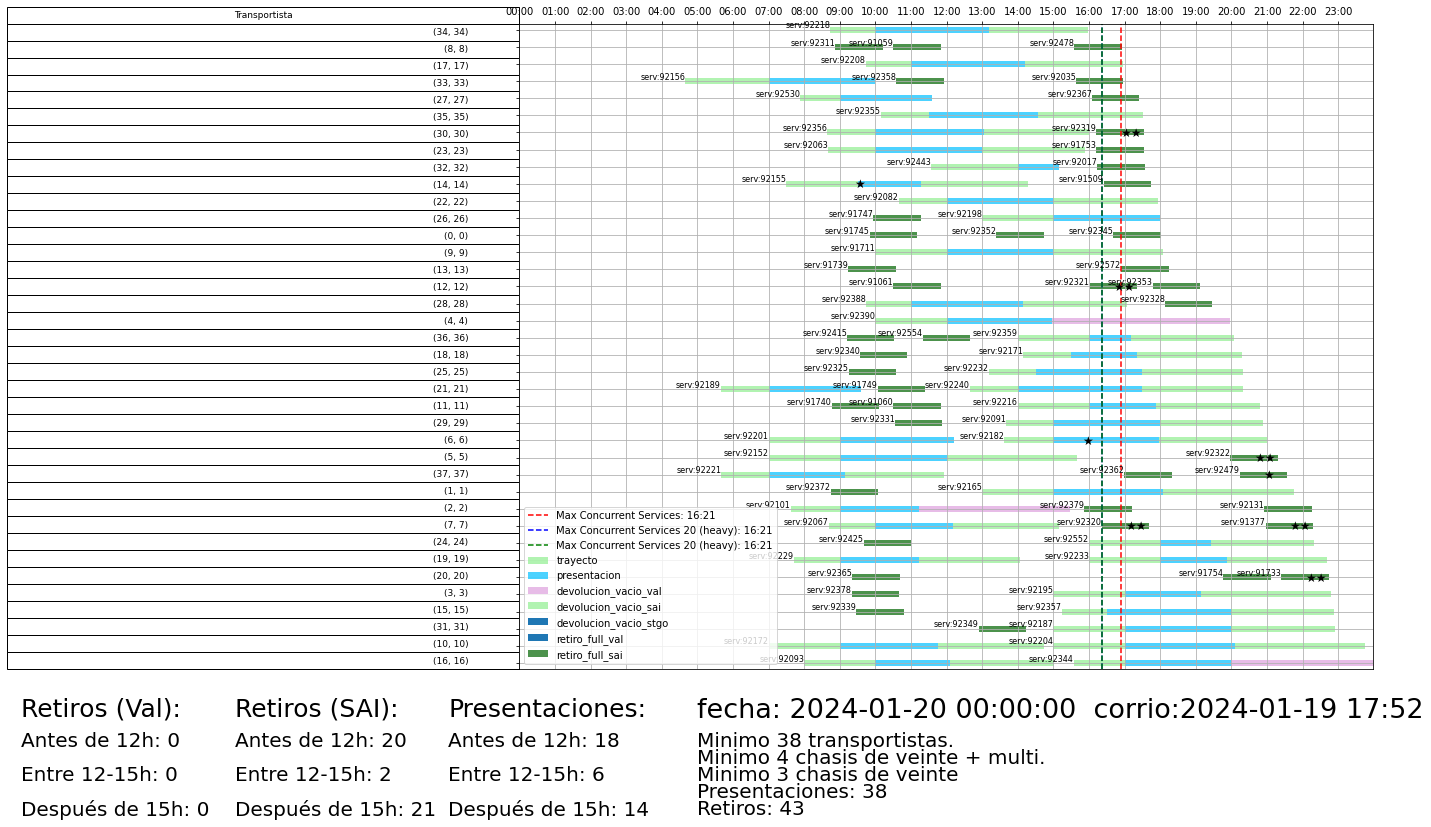 Transportista
00:00 01:00 02:00 03:00 04:00 05:00 06:00 07:00 08:00 09:00 10:00 11:00 12:00 13:00 14:00 15:00 16:00 17:00 18:00 19:00 20:00 21:00 22:00 23:00
(34, 34) serv:92218
(8, 8) serv:92311 serv:91059 serv:92478
(17, 17) serv:92208
(33, 33) serv:92156 serv:92358 serv:92035
(27, 27) serv:92530 serv:92367
(35, 35) serv:92355
(30, 30) serv:92356 serv:92319
(23, 23) serv:92063 serv:91753
(32, 32) serv:92443 serv:92017
(14, 14) serv:92155 serv:91509
(22, 22) serv:92082
(26, 26) serv:91747 serv:92198
(0, 0) serv:91745 serv:92352 serv:92345
(9, 9) serv:91711
(13, 13) serv:91739 serv:92572
(12, 12) serv:91061 serv:92321 serv:92353
(28, 28) serv:92388 serv:92328
(4, 4) serv:92390
(36, 36) serv:92415 serv:92554 serv:92359
(18, 18) serv:92340 serv:92171
(25, 25) serv:92325 serv:92232
(21, 21) serv:92189 serv:91749 serv:92240
(11, 11) serv:91740 serv:91060 serv:92216
(29, 29) serv:92331 serv:92091
(6, 6) serv:92201 serv:92182
(5, 5) serv:92152 serv:92322
(37, 37) serv:92221 serv:92362 serv:92479
(1, 1) serv:92372 serv:92165
(2, 2) serv:92101 serv:92379 serv:92131
(7, 7) serv:92067 serv:92320 serv:91377
(24, 24) serv:92425 serv:92552
(19, 19) serv:92229 serv:92233
(20, 20) serv:92365 serv:91754 serv:91733
(3, 3) serv:92378 serv:92195
(15, 15) serv:92339 serv:92357
(31, 31) serv:92349 serv:92187
(10, 10) serv:92172 serv:92204
(16, 16) serv:92093 serv:92344
Max Concurrent Services: 16:21
Max Concurrent Services 20 (heavy): 16:21
Max Concurrent Services 20 (heavy): 16:21
trayecto
presentacion
devolucion_vacio_val
devolucion_vacio_sai
devolucion_vacio_stgo
retiro_full_val
retiro_full_sai
Retiros (Val):
Antes de 12h: 0
Entre 12-15h: 0
Después de 15h: 0
Retiros (SAI):
Antes de 12h: 20
Entre 12-15h: 2
Después de 15h: 21
Presentaciones:
Antes de 12h: 18
Entre 12-15h: 6
Después de 15h: 14
fecha: 2024-01-20 00:00:00 corrio:2024-01-19 17:52
Minimo 38 transportistas.
Minimo 4 chasis de veinte + multi.
Minimo 3 chasis de veinte
Presentaciones: 38
Retiros: 43